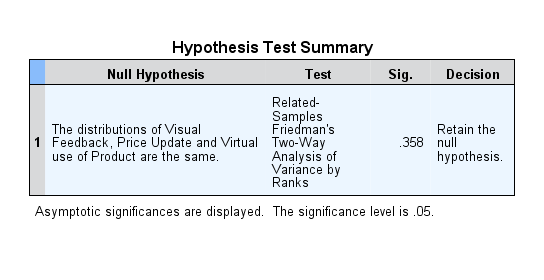 Hypothesis Test Summary
Null Hypothesis Test Sig. Decision
1 The distributions of Visual Feedback, Price Update and Virtual use of Product are the same. Related-Samples Friedman's Two-Way Analysis of Variance by Ranks .358 Retain the null hypothesis.
Asymptotic significances are displayed. The significance level is .05.